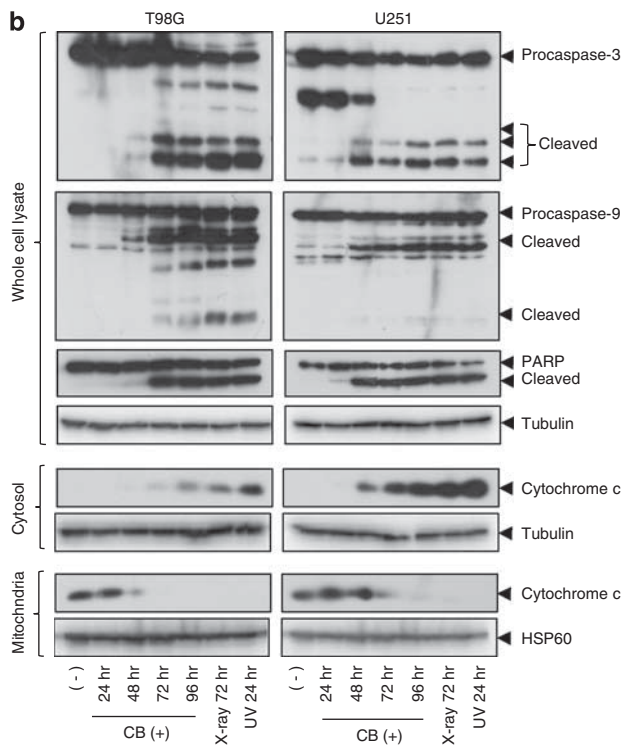 b
T98G U251
Whole cell lysate
Procaspase-3
Cleaved
Procaspase-9
Cleaved
Cleaved
PARP
Cleaved
Tubulin
Cytosol
Cytochrome c
Tubulin
Mitochndria
Cytochrome c
HSP60
(-) 24 hr 48 hr 72 hr 96 hr X-ray 72 hr UV 24 hr (-) 24 hr 48 hr 72 hr 96 hr X-ray 72 hr UV 24 hr
CB (+) CB (+)